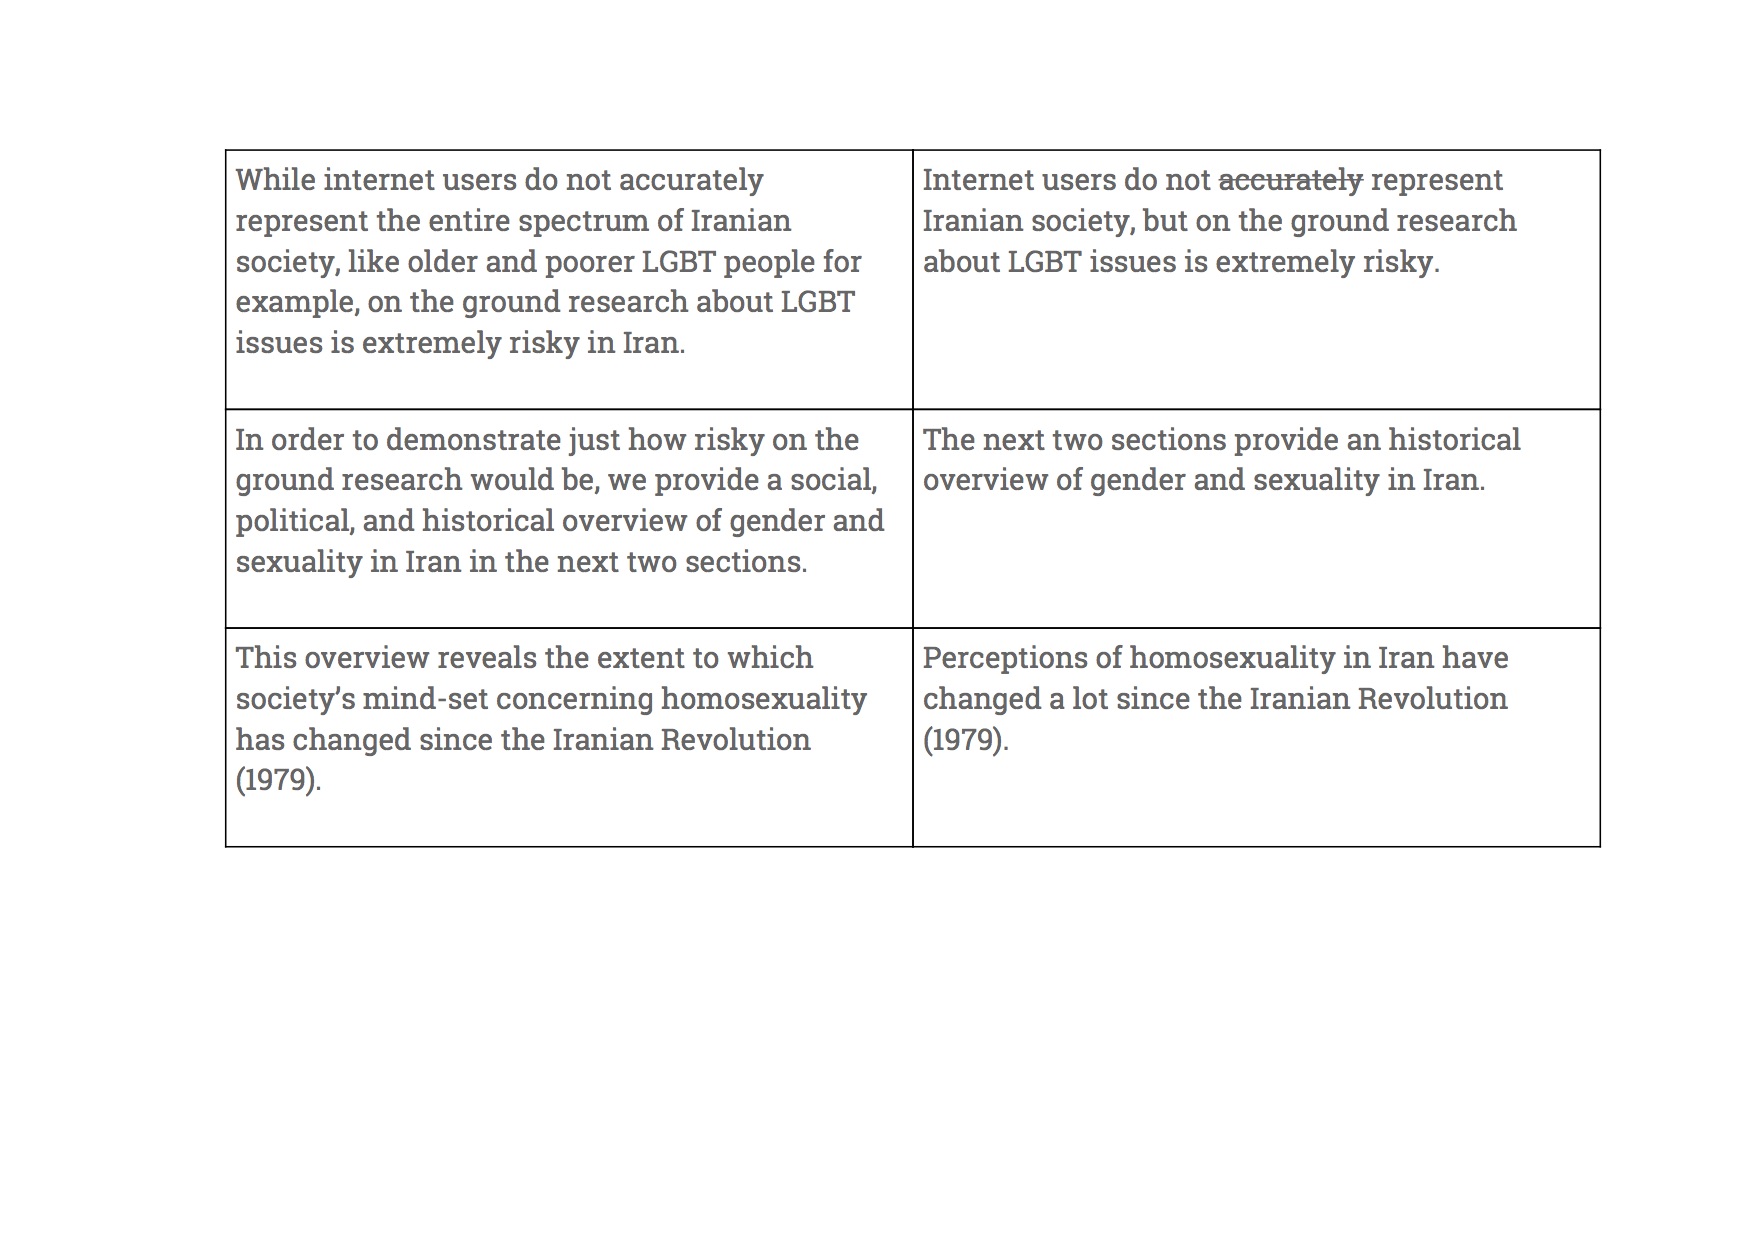 While internet users do not accurately
represent the entire spectrum of Iranian
society, like older and poorer LGBT people for
example, on the ground research about LGBT
issues is extremely risky in Iran.
Internet users do not accurately represent
Iranian society, but on the ground research
about LGBT issues is extremely risky.
In order to demonstrate just how risky on the
ground research would be, we provide a social,
political, and historical overview of gender and
sexuality in Iran in the next two sections.
The next two sections provide an historical
overview of gender and sexuality in Iran.
This overview reveals the extent to which
society’s mind-set concerning homosexuality
has changed since the Iranian Revolution
(1979).
Perceptions of homosexuality in Iran have
changed a lot since the Iranian Revolution
(1979).